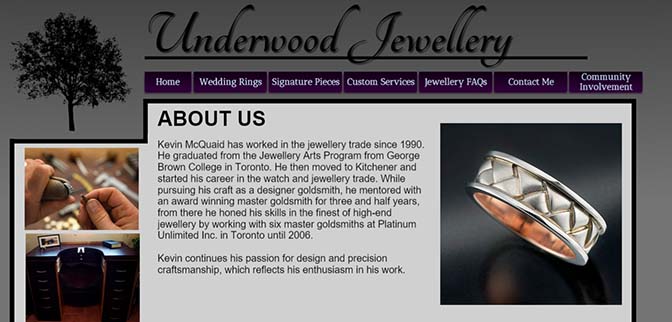 Underwood Jewellery
Home
Wedding Rings
Signature Pieces
Custom Services
Jewellery FAQs
Contact Me
Community
Involvement
ABOUT US
Kevin McQuaid has worked in the jewellery trade since 1990.
He graduated from the Jewellery Arts Program from George
Brown College in Toronto. He then moved to Kitchener and
started his career in the watch and jewellery trade. While
pursuing his craft as a designer goldsmith, he mentored with
an award winning master goldsmith for three and half years,
from there he honed his skills in the finest of high-end
jewellery by working with six master goldsmiths at Platinum
Unlimited Inc. in Toronto until 2006.
Kevin continues his passion for design and precision
craftsmanship, which reflects his enthusiasm in his work.